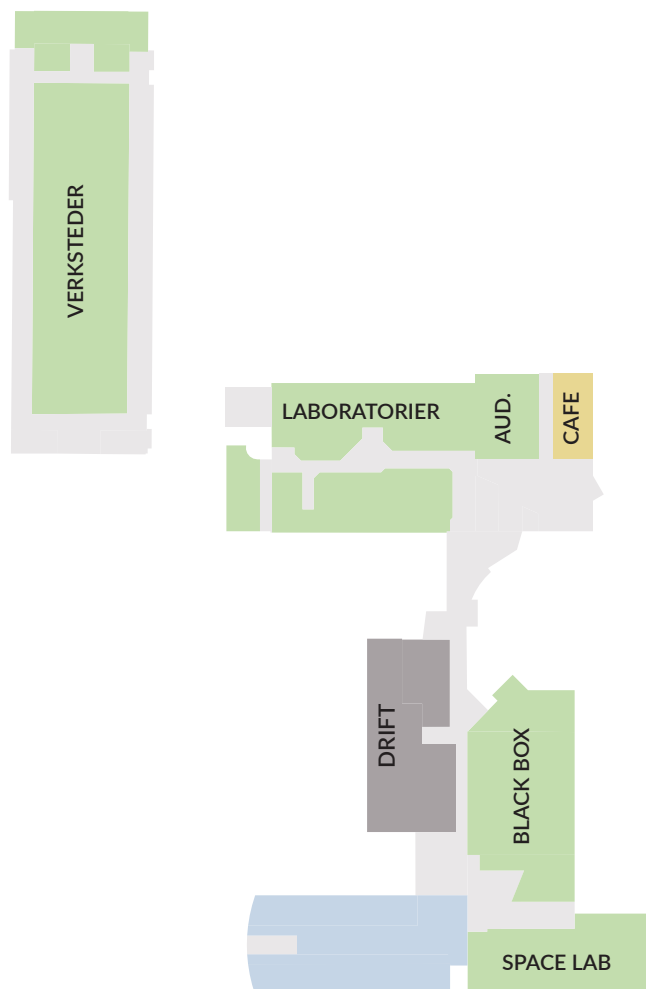 VERKSTEDER
LABORATORIER
AUD.
CAFE
DRIFT
BLACK BOX
SPACE LAB